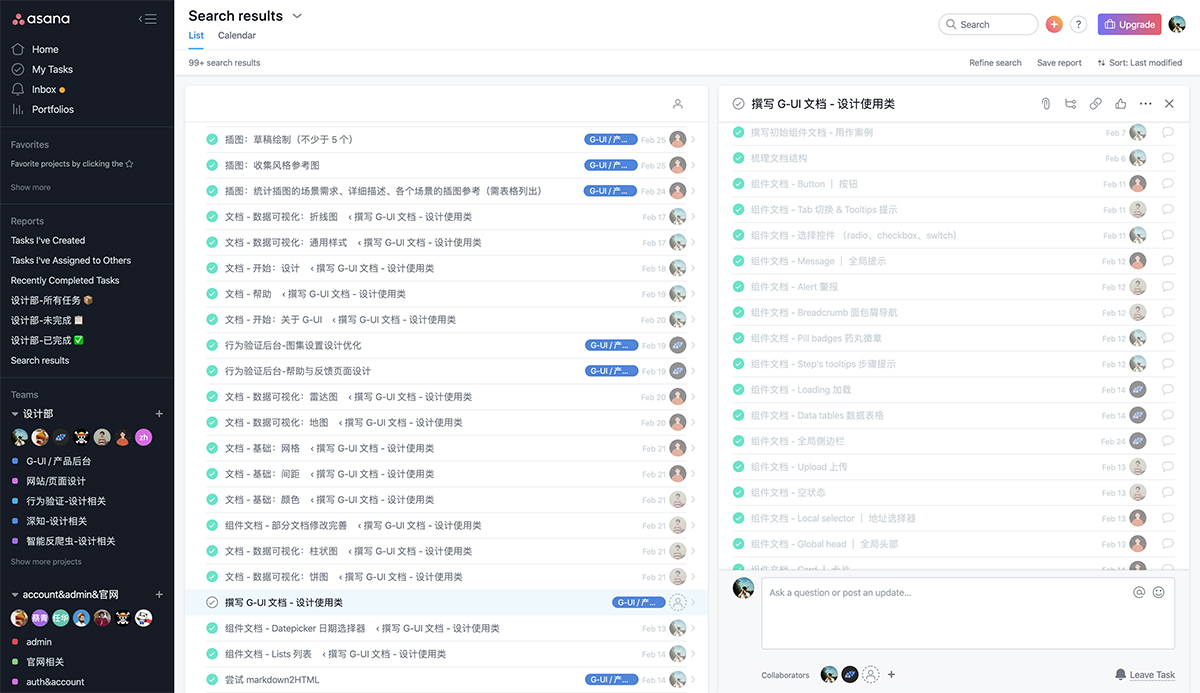 asana
Home
My Tasks
Inbox
Portfolios
Favorites
Favorite projects by clicking the ☆
Show more
Reports
Tasks I've Created
Tasks I've Assigned to Others
Recently Completed Tasks
设计部-所有任务
设计部-未完成
设计部-已完成
Search results
Teams
设计部
zh
G-UI / 产品后台
网站/页面设计
行为验证-设计相关
深知-设计相关
智能反爬虫-设计相关
Show more projects
account&admin&官网
蔡青 任华
admin
官网相关
auth&account
Search results
List Calendar
Search
Upgrade
99+ search results
Refine search Save report Sort: Last modified
插图：草稿绘制（不少于 5 个） G-UI / 产... Feb 25
插图：收集风格参考图 G-UI / 产... Feb 25
插图：统计插图的场景需求、详细描述、各个场景的插图参考（需表格列出） G-UI / 产... Feb 24
文档 - 数据可视化：折线图 ‹ 撰写 G-UI 文档 - 设计使用类 Feb 17
文档 - 数据可视化：通用样式 ‹ 撰写 G-UI 文档 - 设计使用类 Feb 17
文档 - 开始：设计 ‹ 撰写 G-UI 文档 - 设计使用类 Feb 18
文档 - 帮助 ‹ 撰写 G-UI 文档 - 设计使用类 Feb 19
文档 - 开始：关于 G-UI ‹ 撰写 G-UI 文档 - 设计使用类 Feb 20
行为验证后台-图集设置设计优化 G-UI / 产... Feb 19
行为验证后台-帮助与反馈页面设计 G-UI / 产... Feb 19
文档 - 数据可视化：雷达图 ‹ 撰写 G-UI 文档 - 设计使用类 Feb 20
文档 - 数据可视化：地图 ‹ 撰写 G-UI 文档 - 设计使用类 Feb 20
文档 - 基础：网格 ‹ 撰写 G-UI 文档 - 设计使用类 Feb 21
文档 - 基础：间距 ‹ 撰写 G-UI 文档 - 设计使用类 Feb 21
文档 - 基础：颜色 ‹ 撰写 G-UI 文档 - 设计使用类 Feb 21
组件文档 - 部分文档修改完善 ‹ 撰写 G-UI 文档 - 设计使用类 Feb 21
文档 - 数据可视化：柱状图 ‹ 撰写 G-UI 文档 - 设计使用类 Feb 21
文档 - 数据可视化：饼图 ‹ 撰写 G-UI 文档 - 设计使用类 Feb 21
撰写 G-UI 文档 - 设计使用类 G-UI / 产...
组件文档 - Datepicker 日期选择器 ‹ 撰写 G-UI 文档 - 设计使用类 Feb 13
组件文档 - Lists 列表 ‹ 撰写 G-UI 文档 - 设计使用类 Feb 14
尝试 markdown2HTML G-UI / 产... Feb 14
撰写 G-UI 文档 - 设计使用类
撰写初始组件文档 - 用作案例 Feb 7
梳理文档结构 Feb 6
组件文档 - Button ｜ 按钮 Feb 11
组件文档 - Tab 切换 & Tooltips 提示 Feb 11
组件文档 - 选择控件 （radio、checkbox、switch） Feb 11
组件文档 - Message ｜ 全局提示 Feb 12
组件文档 - Alert 警报 Feb 12
组件文档 - Breadcrumb 面包屑导航 Feb 12
组件文档 - Pill badges 药丸徽章 Feb 12
组件文档 - Step's tooltips 步骤提示 Feb 12
组件文档 - Loading 加载 Feb 14
组件文档 - Data tables 数据表格 Feb 14
组件文档 - 全局侧边栏 Feb 24
组件文档 - Upload 上传 Feb 13
组件文档 - 空状态 Feb 13
组件文档 - Local selector ｜ 地址选择器 Feb 13
组件文档 - Global head ｜ 全局头部 Feb 13
组件文档 - Card ｜ 卡片 Feb 14
Ask a question or post an update...
Collaborators
Leave Task